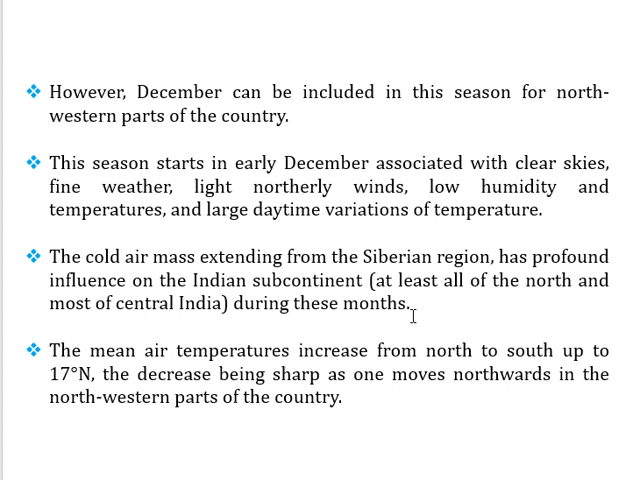 ❖ However, December can be included in this season for north-
western parts of the country.
❖ This season starts in early December associated with clear skies,
fine weather, light northerly winds, low humidity and
temperatures, and large daytime variations of temperature.
❖ The cold air mass extending from the Siberian region, has profound
influence on the Indian subcontinent (at least all of the north and
most of central India) during these months.
❖ The mean air temperatures increase from north to south up to
17°N, the decrease being sharp as one moves northwards in the
north-western parts of the country.